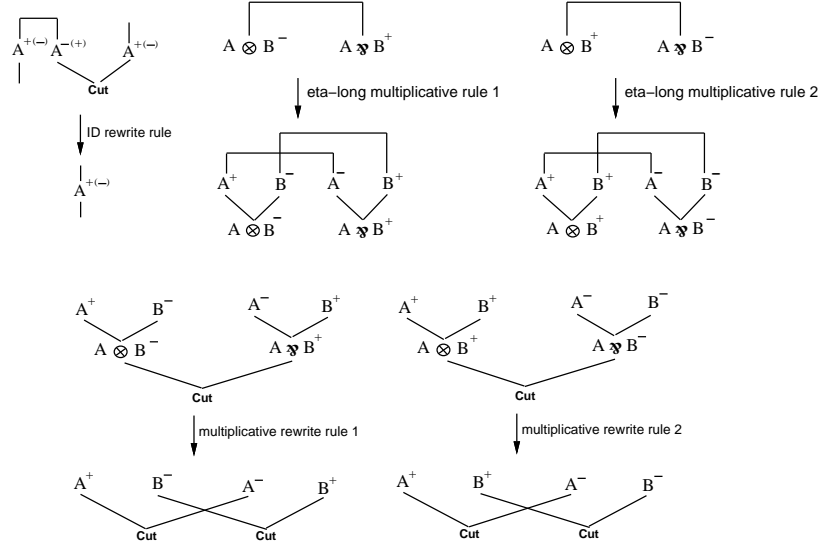 A+(−) A−(+) A+(−)
Cut
ID rewrite rule
A+(−)
A ⊗ B− A ⅋ B+
eta−long multiplicative rule 1
A+ B− A− B+
A ⊗ B− A ⅋ B+
A ⊗ B+ A ⅋ B−
eta−long multiplicative rule 2
A+ B+ A− B−
A ⊗ B+ A ⅋ B−
A+ B− A− B+
A ⊗ B− A ⅋ B+
Cut
multiplicative rewrite rule 1
A+ B− A− B+
Cut Cut
A+ B+ A− B−
A ⊗ B+ A ⅋ B−
Cut
multiplicative rewrite rule 2
A+ B+ A− B−
Cut Cut